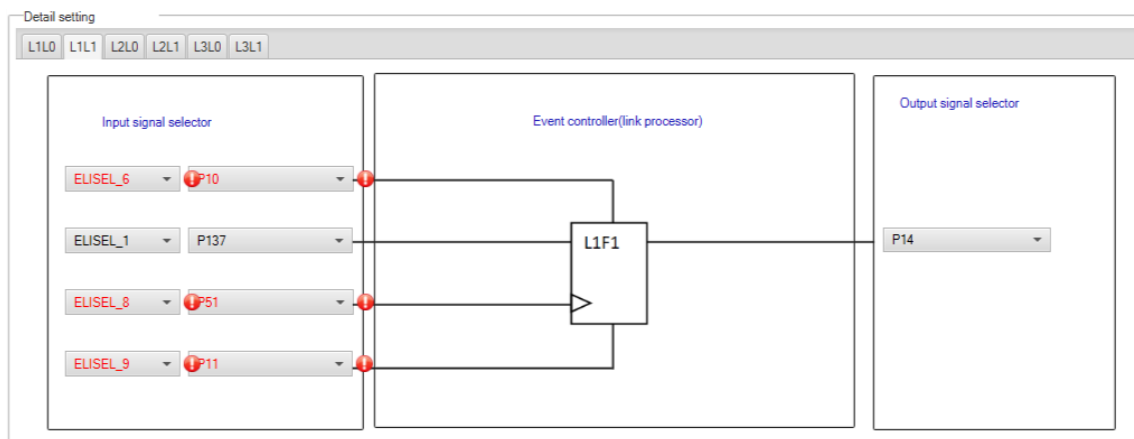 Detail setting
L1L0 L1L1 L2L0 L2L1 L3L0 L3L1
Input signal selector
Event controller(link processor)
Output signal selector
ELISEL_6 P10
ELISEL_1 P137
L1F1
P14
ELISEL_8 P51
ELISEL_9 P11